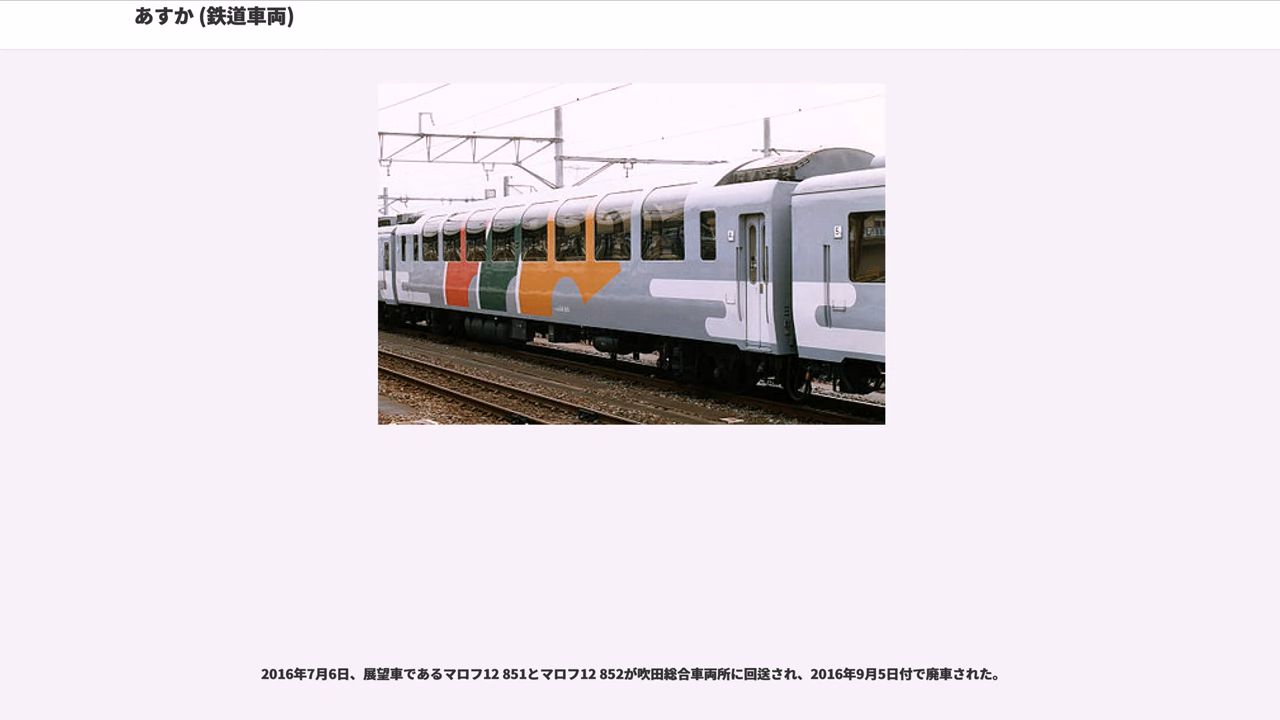 あすか (鉄道車両)
2016年7月6日、展望車であるマロフ12 851とマロフ12 852が吹田総合車両所に回送され、2016年9月5日付で廃車された。